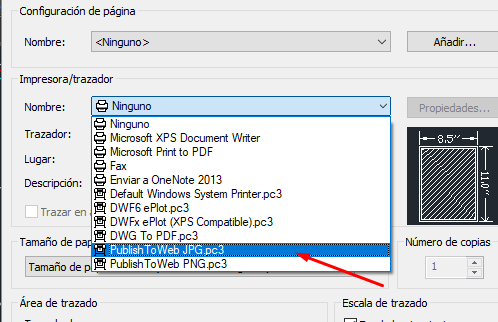 Configuración de página
Nombre: <Ninguno> Añadir...
Impresora/trazador
Nombre: Ninguno Propiedades...
Ninguno
Trazador: Microsoft XPS Document Writer
Microsoft Print to PDF
Lugar: Fax
Enviar a OneNote 2013
Descripción: Default Windows System Printer.pc3
DWF6 ePlot.pc3
Trazar en a DWFx ePlot (XPS Compatible).pc3
DWG To PDF.pc3
Tamaño de pap PublishToWeb JPG.pc3 Número de copias
Tamaño de p PublishToWeb PNG.pc3 1
8,5''
11,0''
Área de trazado Escala de trazado